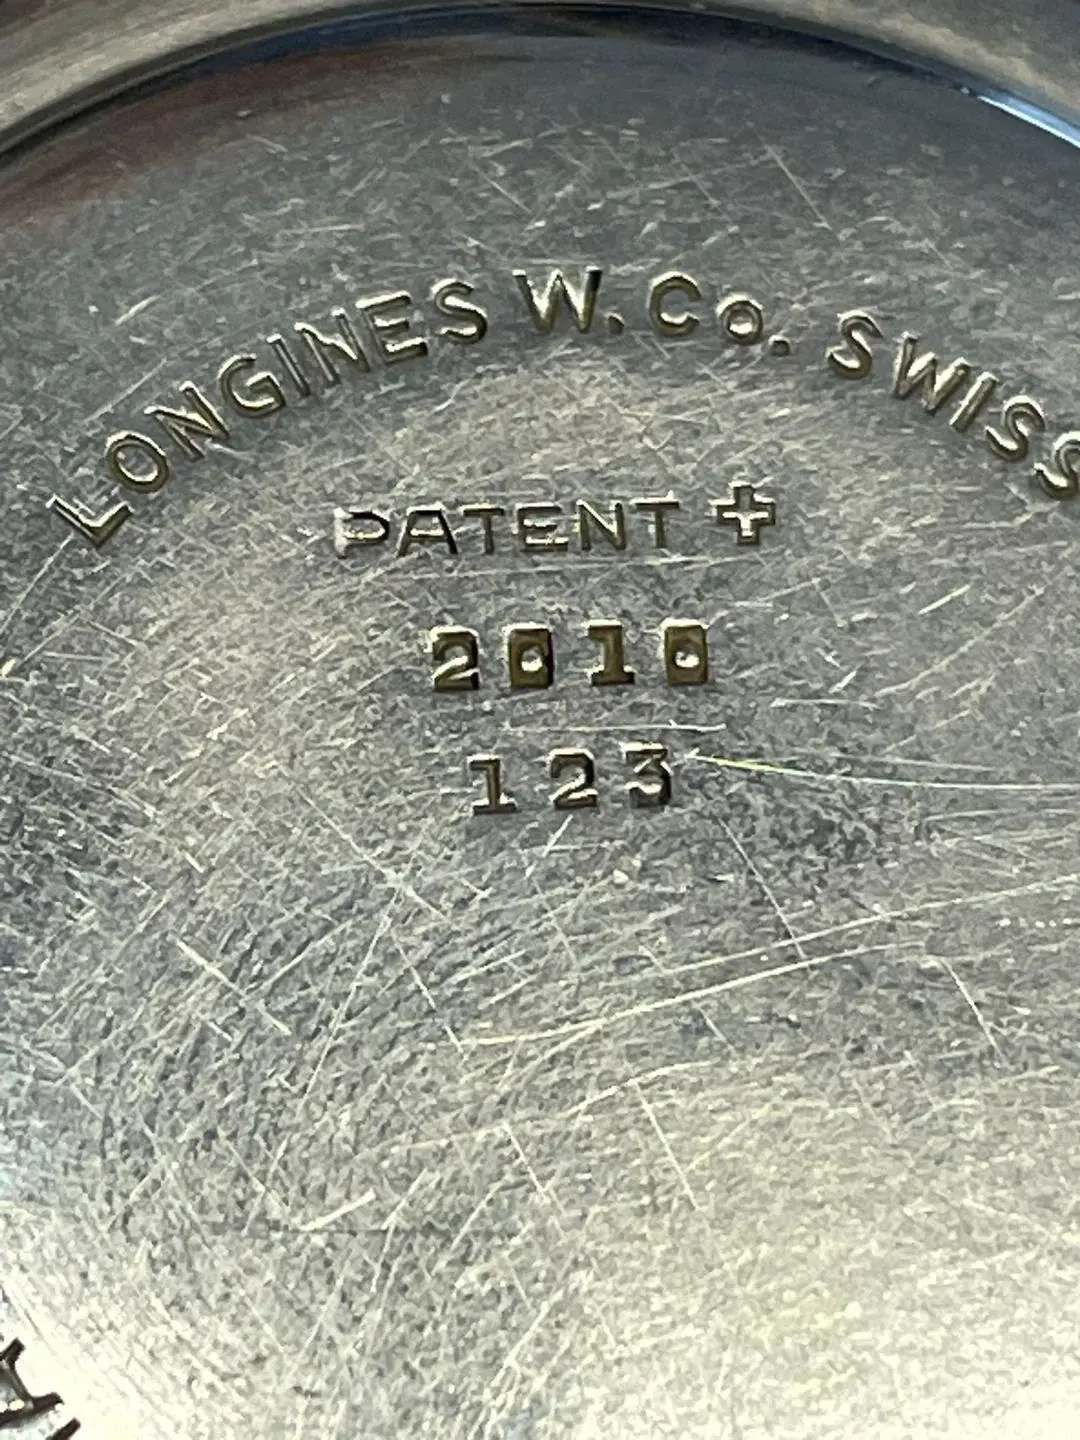 LONGINES W. Co. SWISS
PATENT ✚
2010
123